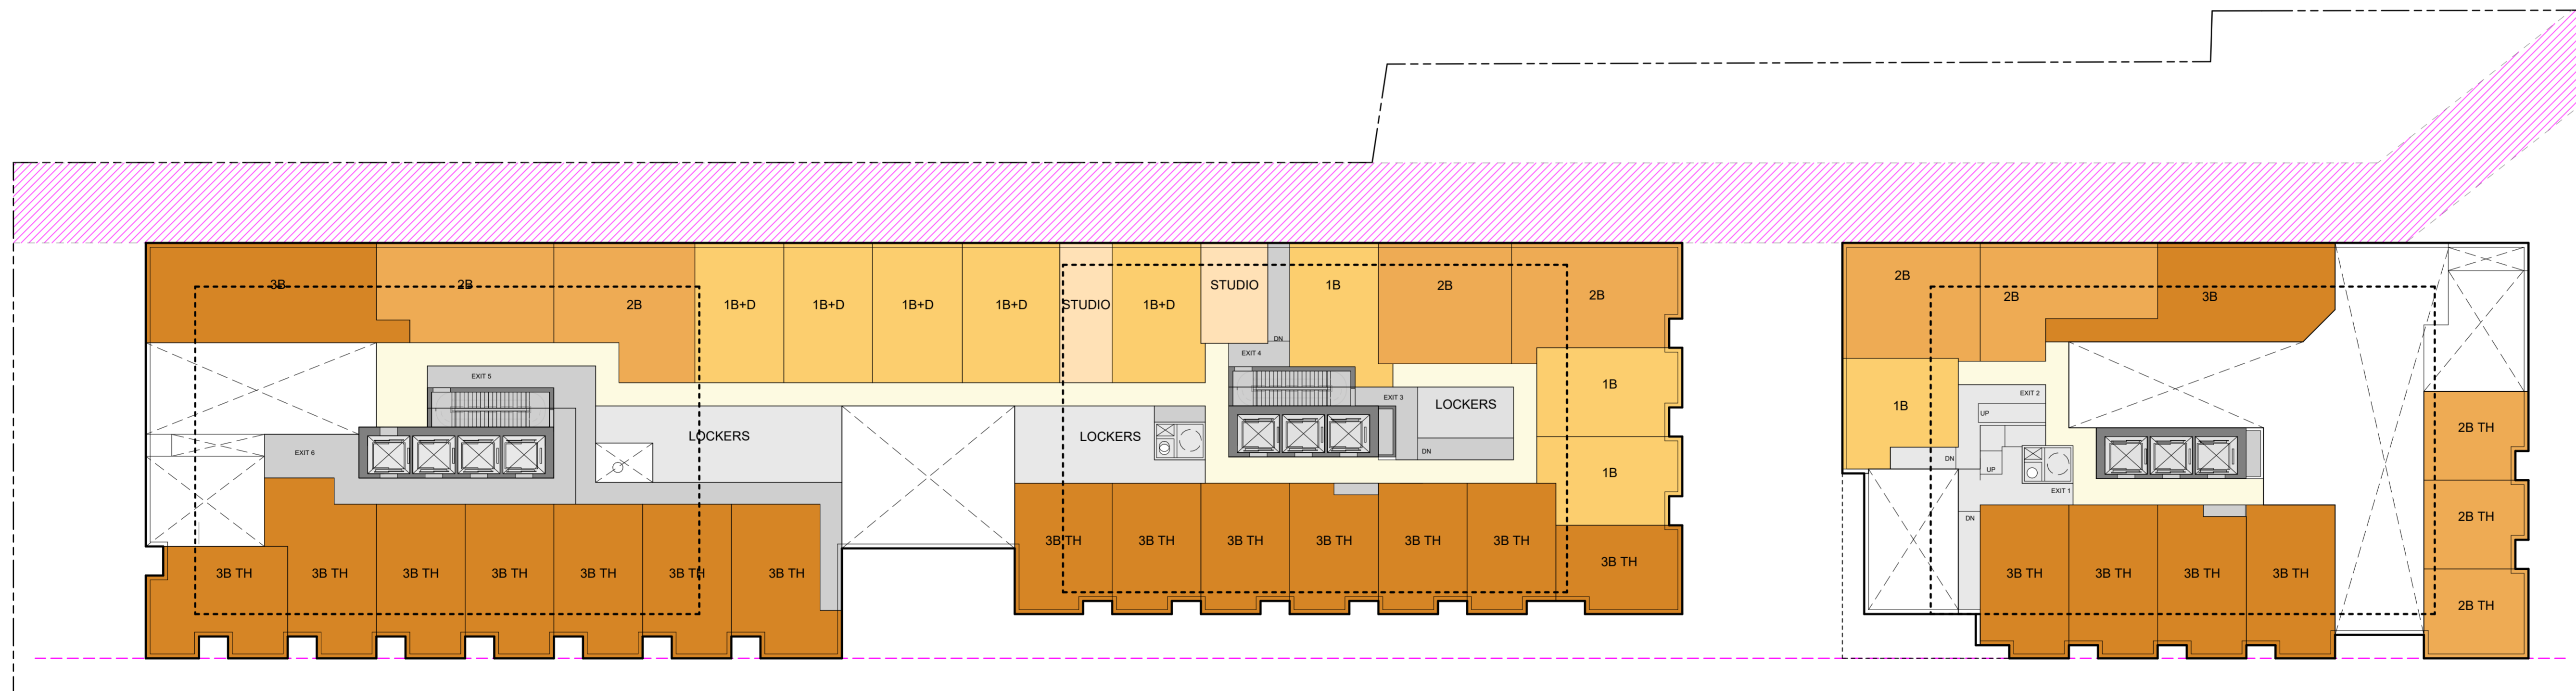 3B
2B
2B
1B+D
1B+D
1B+D
1B+D
STUDIO
1B+D
STUDIO
DN
1B
2B
2B
EXIT 4
EXIT 5
EXIT 3
LOCKERS
1B
LOCKERS
LOCKERS
DN
EXIT 6
1B
3B TH
3B TH
3B TH
3B TH
3B TH
3B TH
3B TH
3B TH
3B TH
3B TH
3B TH
3B TH
3B TH
3B TH
2B
2B
3B
1B
EXIT 2
UP
DN
UP
EXIT 1
DN
2B TH
2B TH
3B TH
3B TH
3B TH
3B TH
2B TH